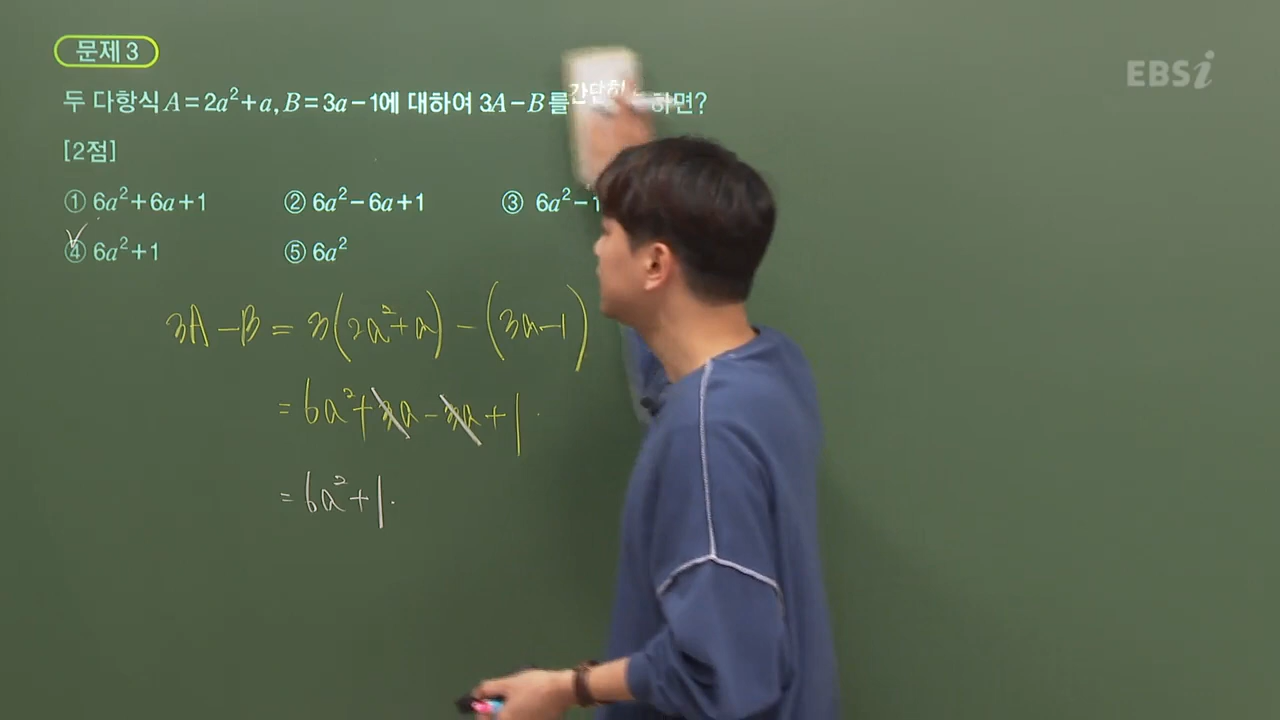 문제 3
EBSi
두 다항식 A=2a²+a, B=3a-1에 대하여 3A-B를 간단히 하면?
[2점]
① 6a²+6a+1 ② 6a²-6a+1 ③ 6a²-1
④ 6a²+1 ⑤ 6a²
3A-B = 3(2a²+a)-(3a-1)
= 6a²+3a-3a+1.
= 6a²+1.